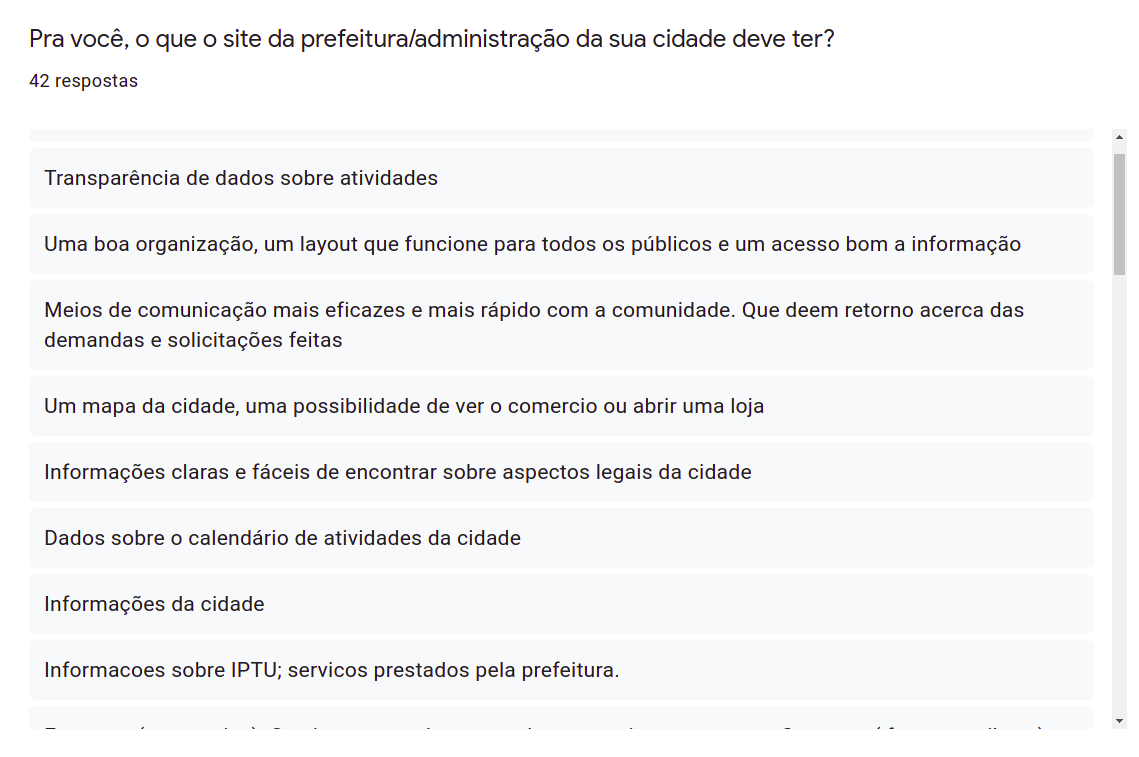 Pra você, o que o site da prefeitura/administração da sua cidade deve ter?
42 respostas
Transparência de dados sobre atividades
Uma boa organização, um layout que funcione para todos os públicos e um acesso bom a informação
Meios de comunicação mais eficazes e mais rápido com a comunidade. Que deem retorno acerca das
demandas e solicitações feitas
Um mapa da cidade, uma possibilidade de ver o comercio ou abrir uma loja
Informações claras e fáceis de encontrar sobre aspectos legais da cidade
Dados sobre o calendário de atividades da cidade
Informações da cidade
Informacoes sobre IPTU; servicos prestados pela prefeitura.